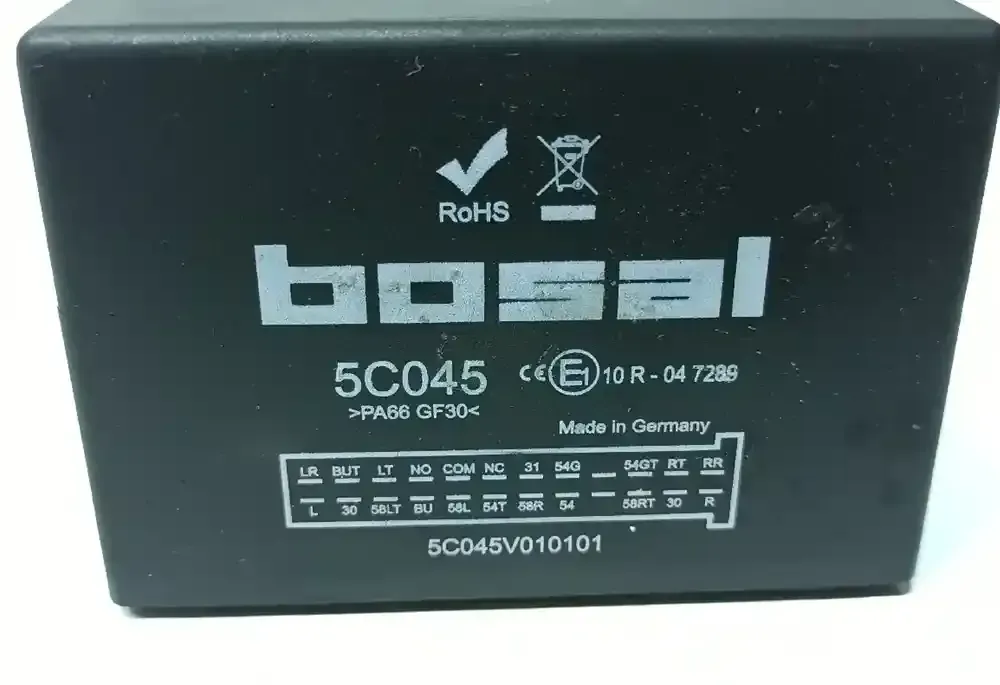 RoHS
bosal
5C045 CE E1 10 R - 04 7289
>PA66 GF30<
Made in Germany
LR BUT LT NO COM NC 31 54G 54GT RT RR
L 30 58LT BU 58L 54T 58R 54 58RT 30 R
5C045V010101